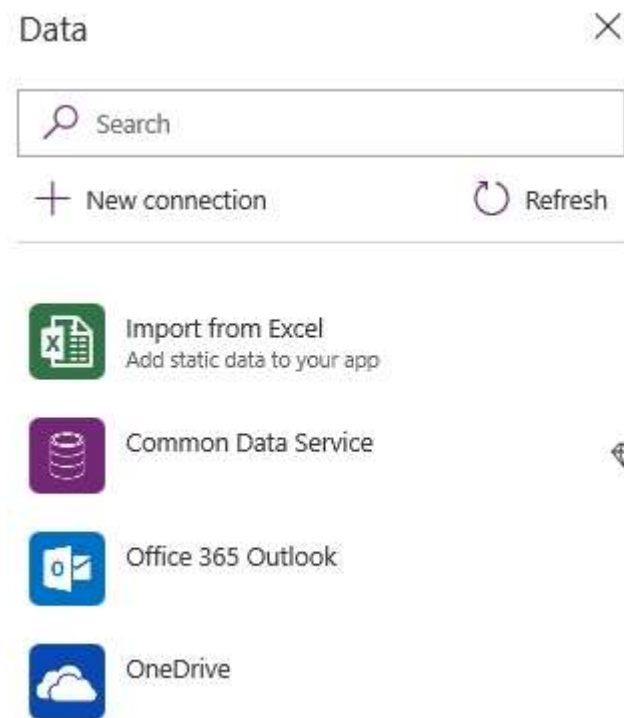 Data
Search
New connection
Refresh
Import from Excel
Add static data to your app
Common Data Service
Office 365 Outlook
OneDrive